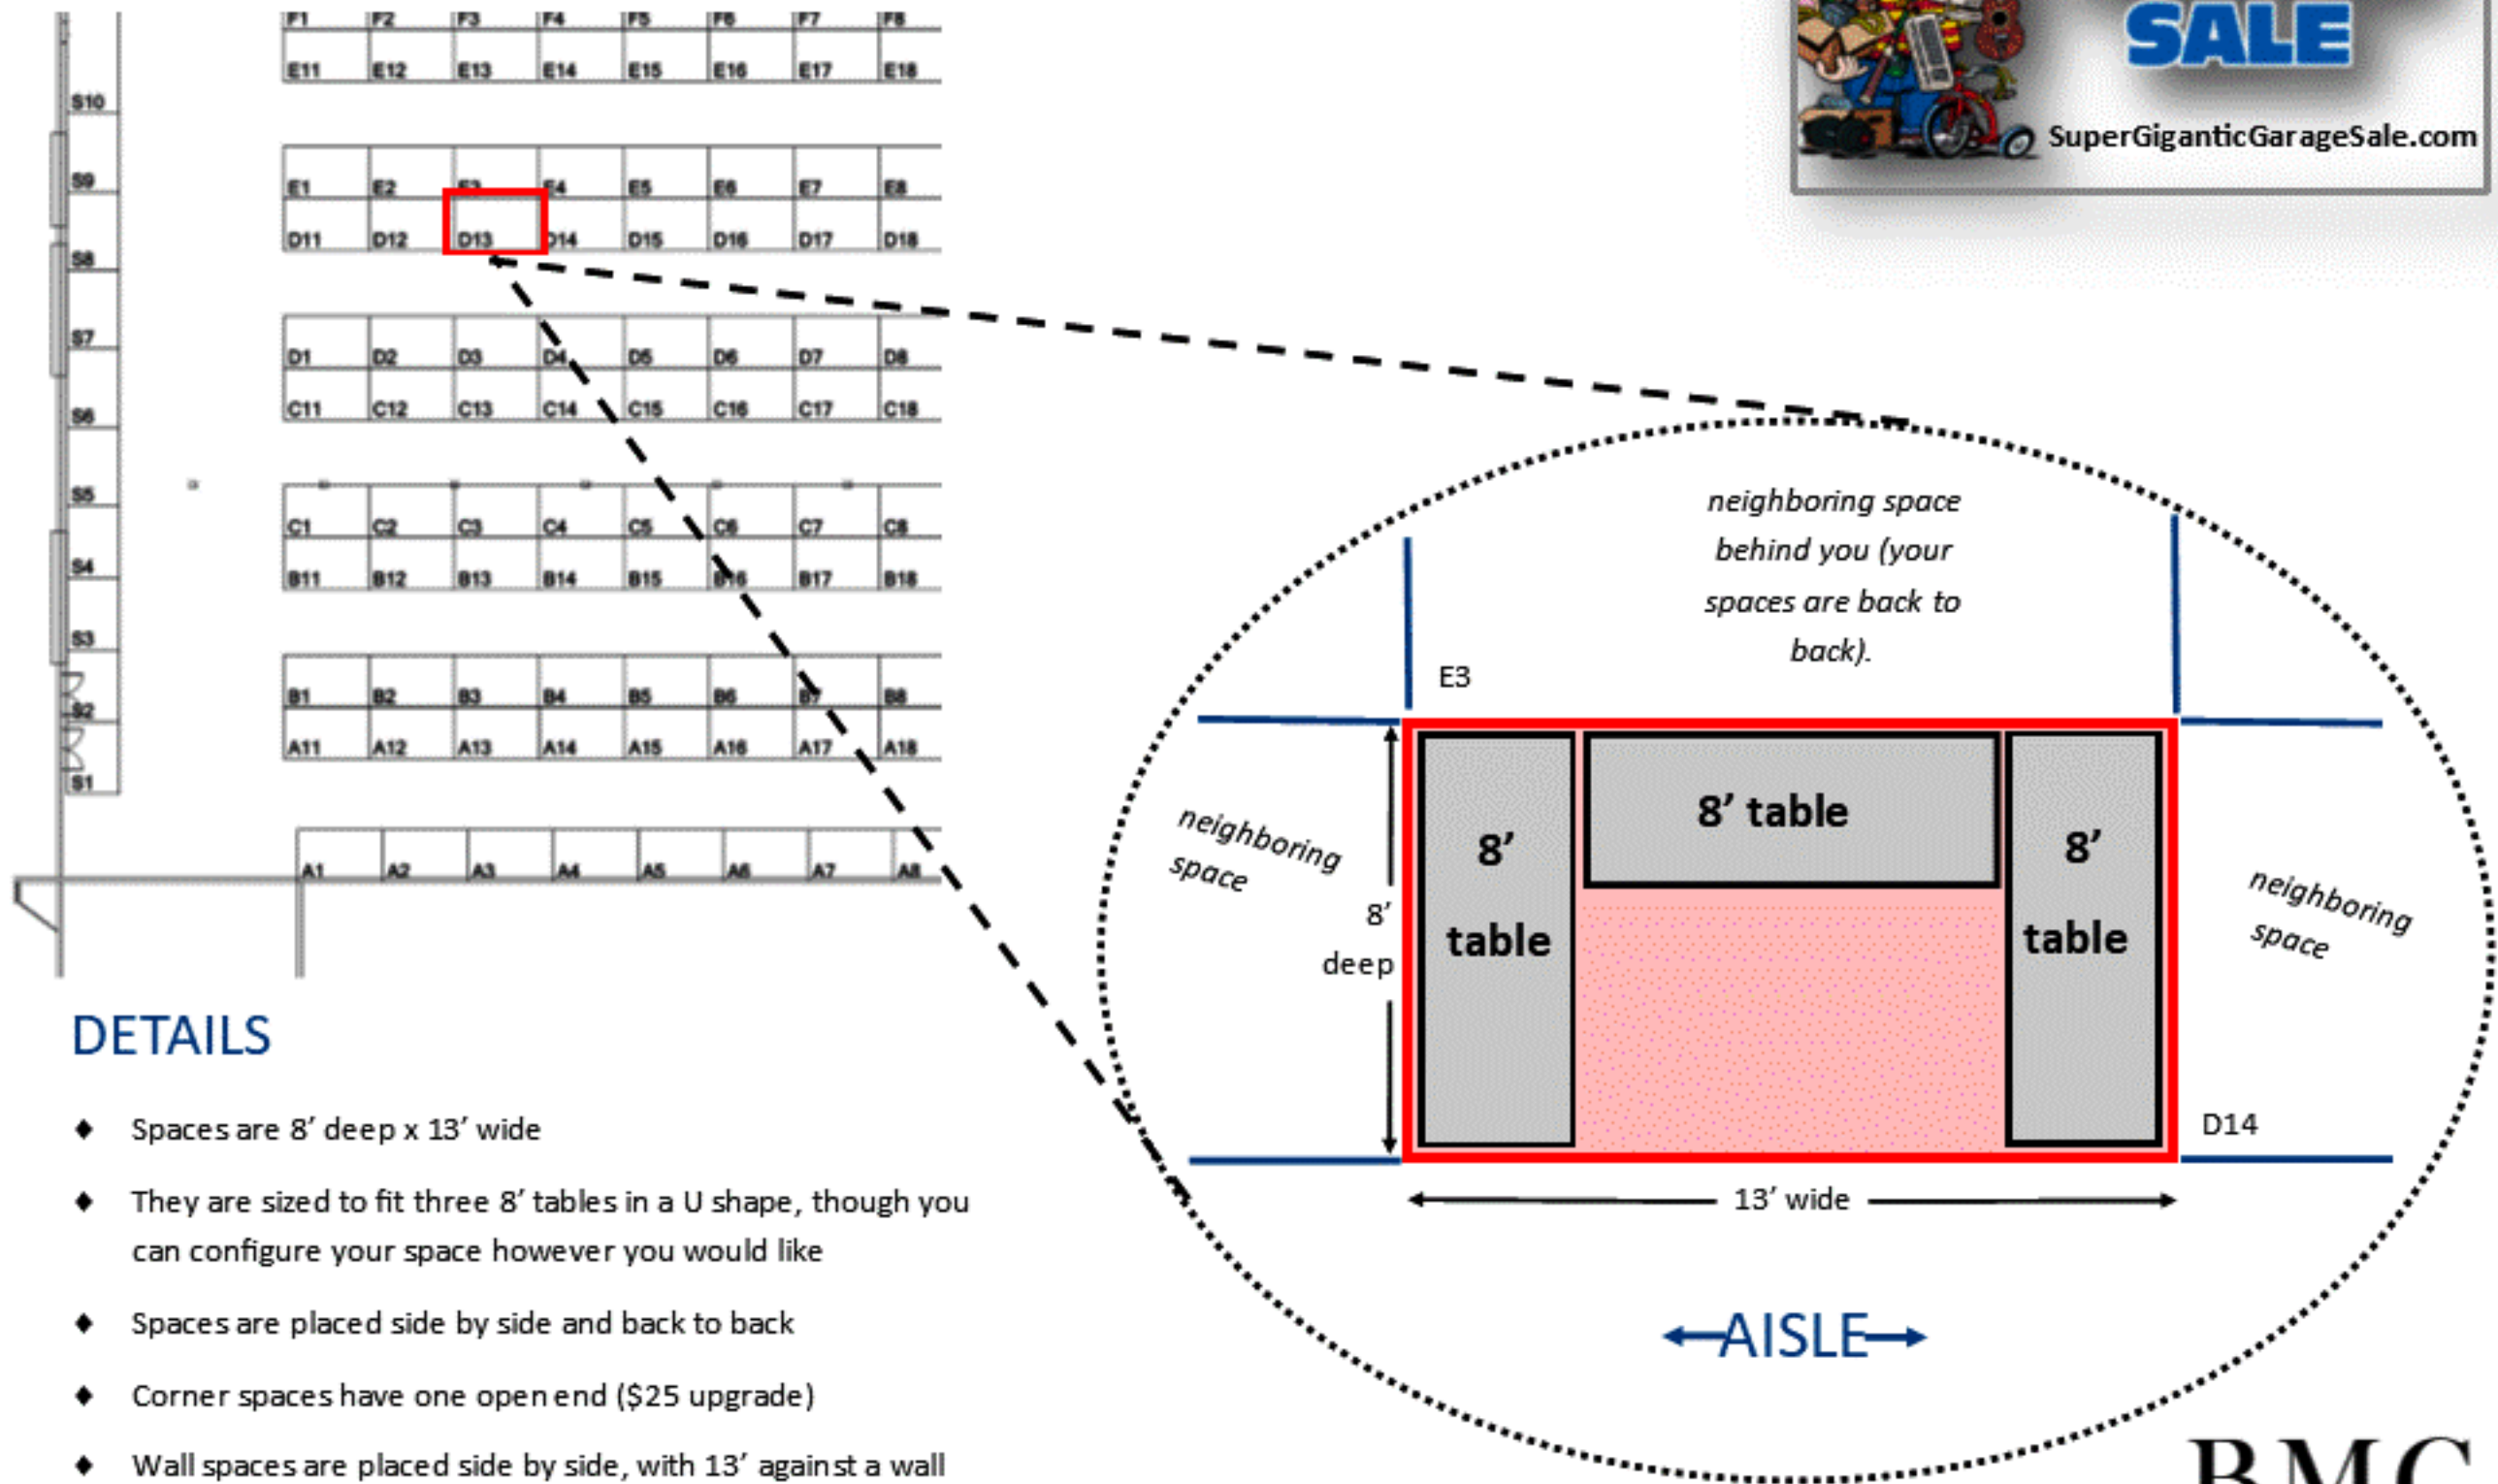 F1 F2 F3 F4 F5 F6 F7 F8
E11 E12 E13 E14 E15 E16 E17 E18
S10
S9
S8
S7
S6
S5
S4
S3
S2
S1
E1 E2 E3 E4 E5 E6 E7 E8
D11 D12 D13 D14 D15 D16 D17 D18
D1 D2 D3 D4 D5 D6 D7 D8
C11 C12 C13 C14 C15 C16 C17 C18
C1 C2 C3 C4 C5 C6 C7 C8
B11 B12 B13 B14 B15 B16 B17 B18
B1 B2 B3 B4 B5 B6 B7 B8
A11 A12 A13 A14 A15 A16 A17 A18
A1 A2 A3 A4 A5 A6 A7 A8
SALE
SuperGiganticGarageSale.com
neighboring space
behind you (your
spaces are back to
back).
E3
neighboring
space
8’
deep
8’
table
8’ table
8’
table
neighboring
space
D14
13’ wide
←AISLE→
DETAILS
♦ Spaces are 8’ deep x 13’ wide
♦ They are sized to fit three 8’ tables in a U shape, though you
can configure your space however you would like
♦ Spaces are placed side by side and back to back
♦ Corner spaces have one open end ($25 upgrade)
♦ Wall spaces are placed side by side, with 13’ against a wall
BMC